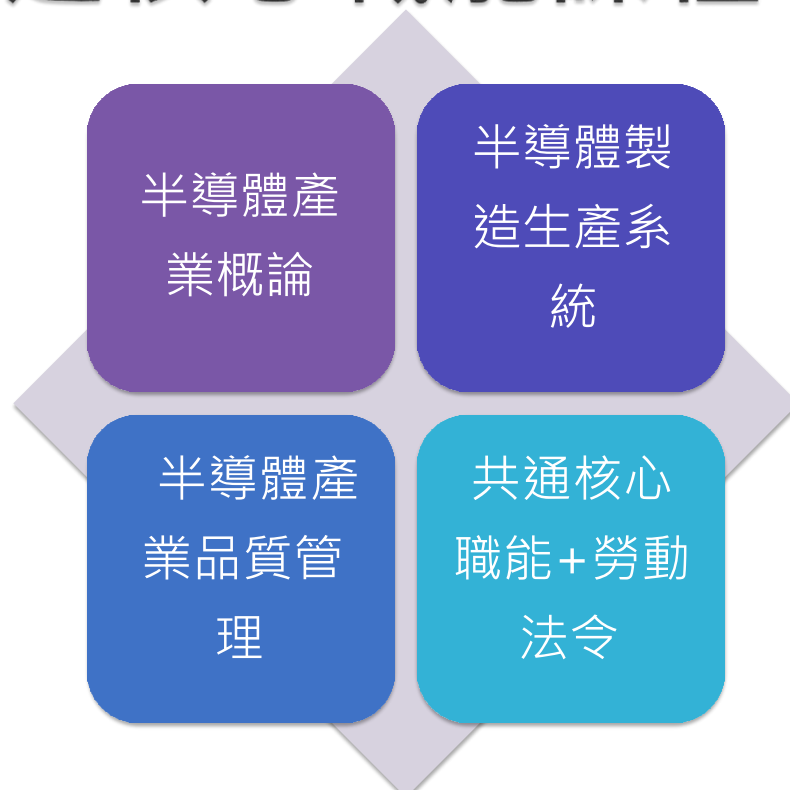 半導體產
業概論
半導體製
造生產系
統
半導體產
業品質管
理
共通核心
職能+勞動
法令